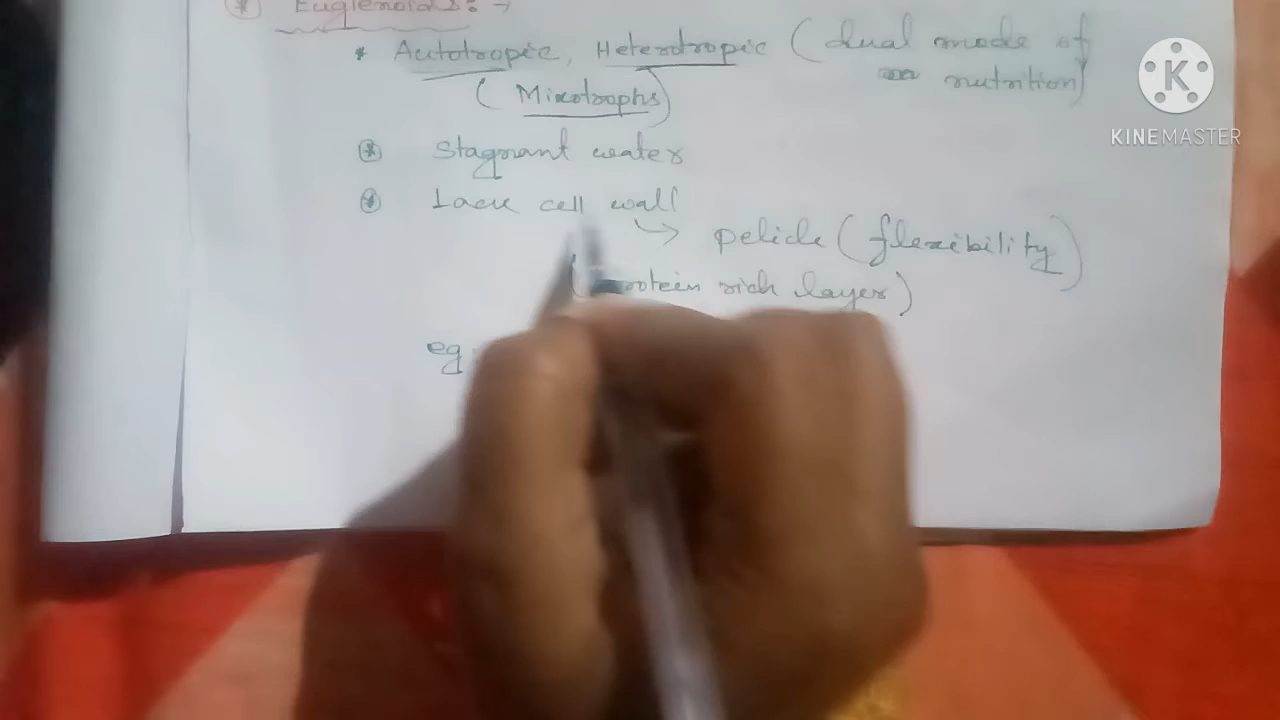 Euglenoids: →
* Autotropic, Heterotropic (dual mode of
(Mixotrophs) nutrition)
* Stagnant water
* Lack cell wall
→ pelicle (flexibility)
(protein rich layer)
eg
K
KINEMASTER